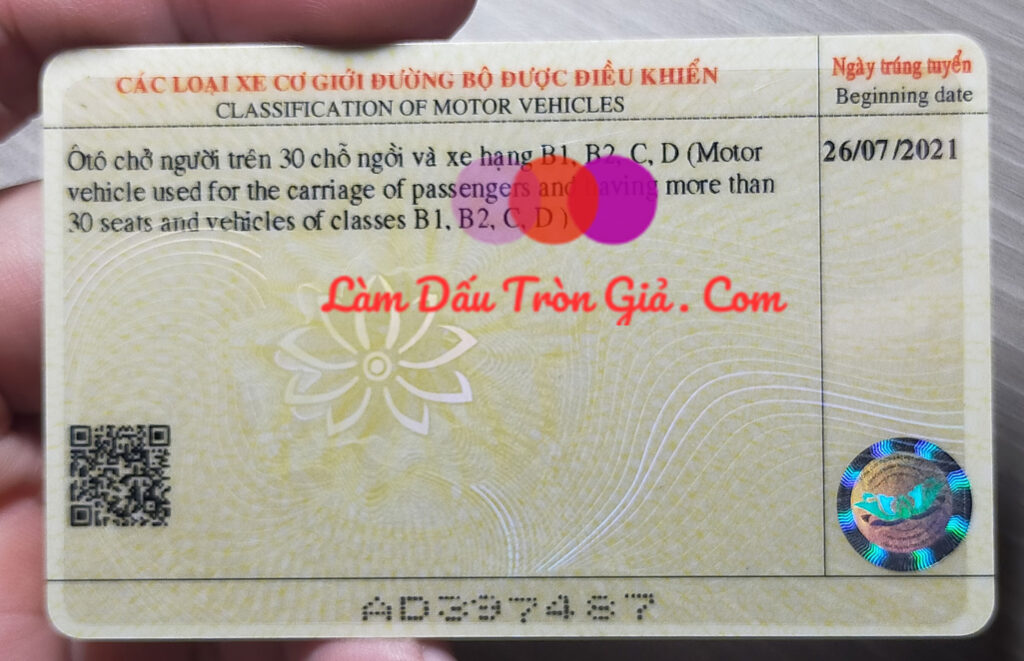 CÁC LOẠI XE CƠ GIỚI ĐƯỜNG BỘ ĐƯỢC ĐIỀU KHIỂN
CLASSIFICATION OF MOTOR VEHICLES
Ngày trúng tuyển
Beginning date
Ôtô chở người trên 30 chỗ ngồi và xe hạng B1, B2, C, D (Motor
vehicle used for the carriage of passengers and having more than
30 seats and vehicles of classes B1, B2, C, D )
26/07/2021
Làm Dấu Tròn Giả . Com
AD397487